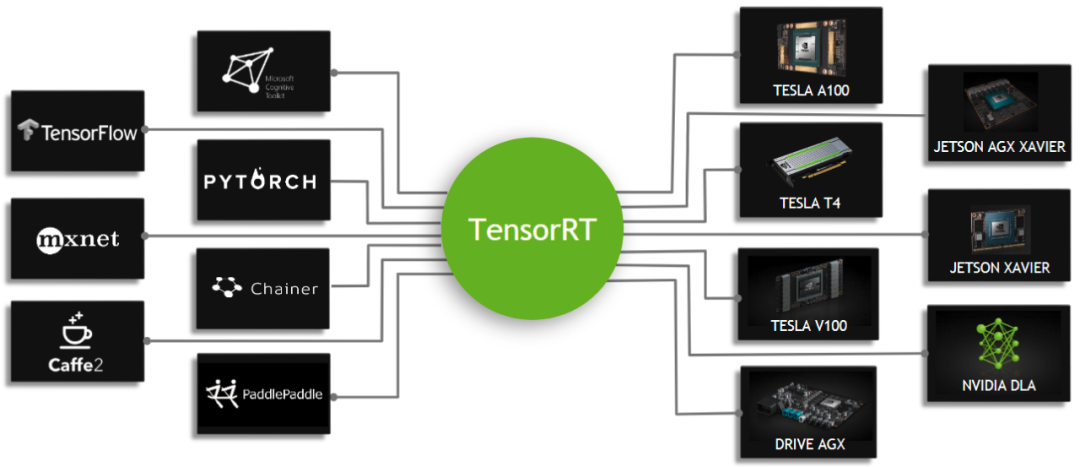 Microsoft
Cognitive
Toolkit
TensorFlow
PYTORCH
mxnet
Chainer
Caffe2
PaddlePaddle
TensorRT
TESLA A100
JETSON AGX XAVIER
TESLA T4
JETSON XAVIER
TESLA V100
NVIDIA DLA
DRIVE AGX